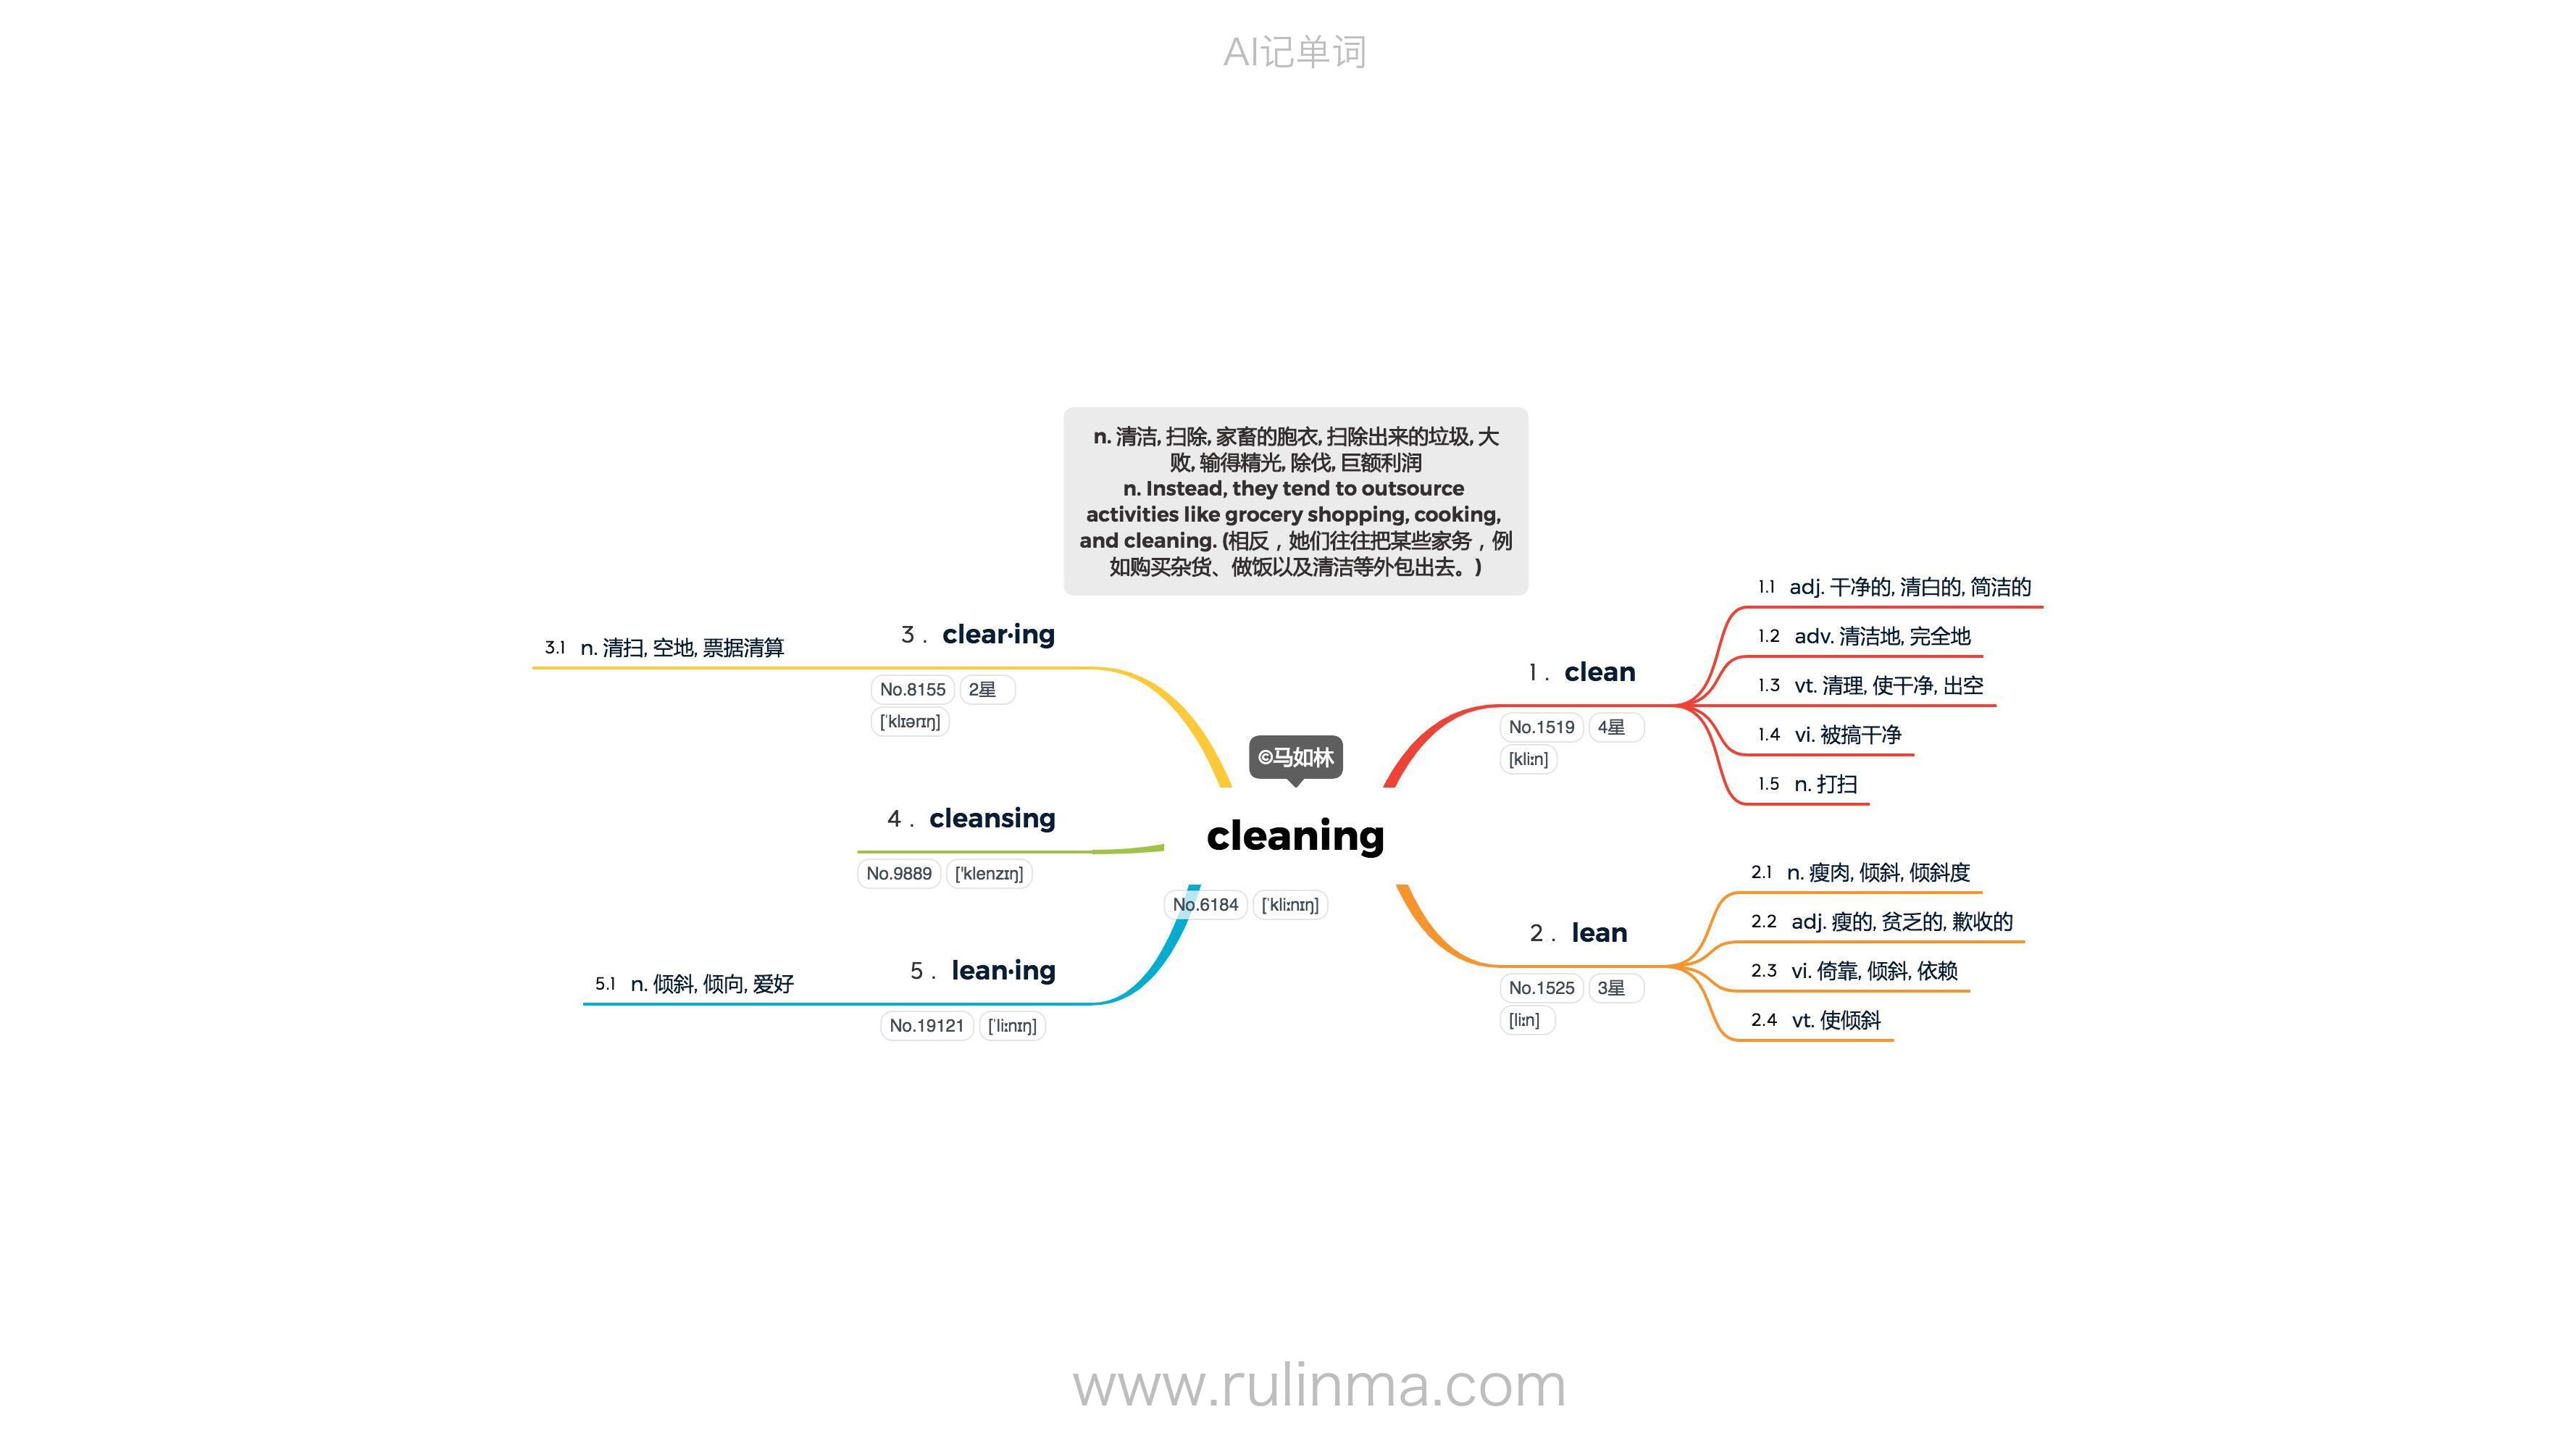 AI记单词
n. 清洁, 扫除, 家畜的胞衣, 扫除出来的垃圾, 大
败, 输得精光, 除伐, 巨额利润
n. Instead, they tend to outsource
activities like grocery shopping, cooking,
and cleaning. (相反，她们往往把某些家务，例
如购买杂货、做饭以及清洁等外包出去。)
©马如林
cleaning
No.6184 [ˈkliːnɪŋ]
1. clean
No.1519 4星
[kliːn]
1.1 adj. 干净的, 清白的, 简洁的
1.2 adv. 清洁地, 完全地
1.3 vt. 清理, 使干净, 出空
1.4 vi. 被搞干净
1.5 n. 打扫
2. lean
No.1525 3星
[liːn]
2.1 n. 瘦肉, 倾斜, 倾斜度
2.2 adj. 瘦的, 贫乏的, 歉收的
2.3 vi. 倚靠, 倾斜, 依赖
2.4 vt. 使倾斜
3. clear·ing
No.8155 2星
[ˈklɪərɪŋ]
3.1 n. 清扫, 空地, 票据清算
4. cleansing
No.9889 ['klenzɪŋ]
5. lean·ing
No.19121 [ˈliːnɪŋ]
5.1 n. 倾斜, 倾向, 爱好
www.rulinma.com